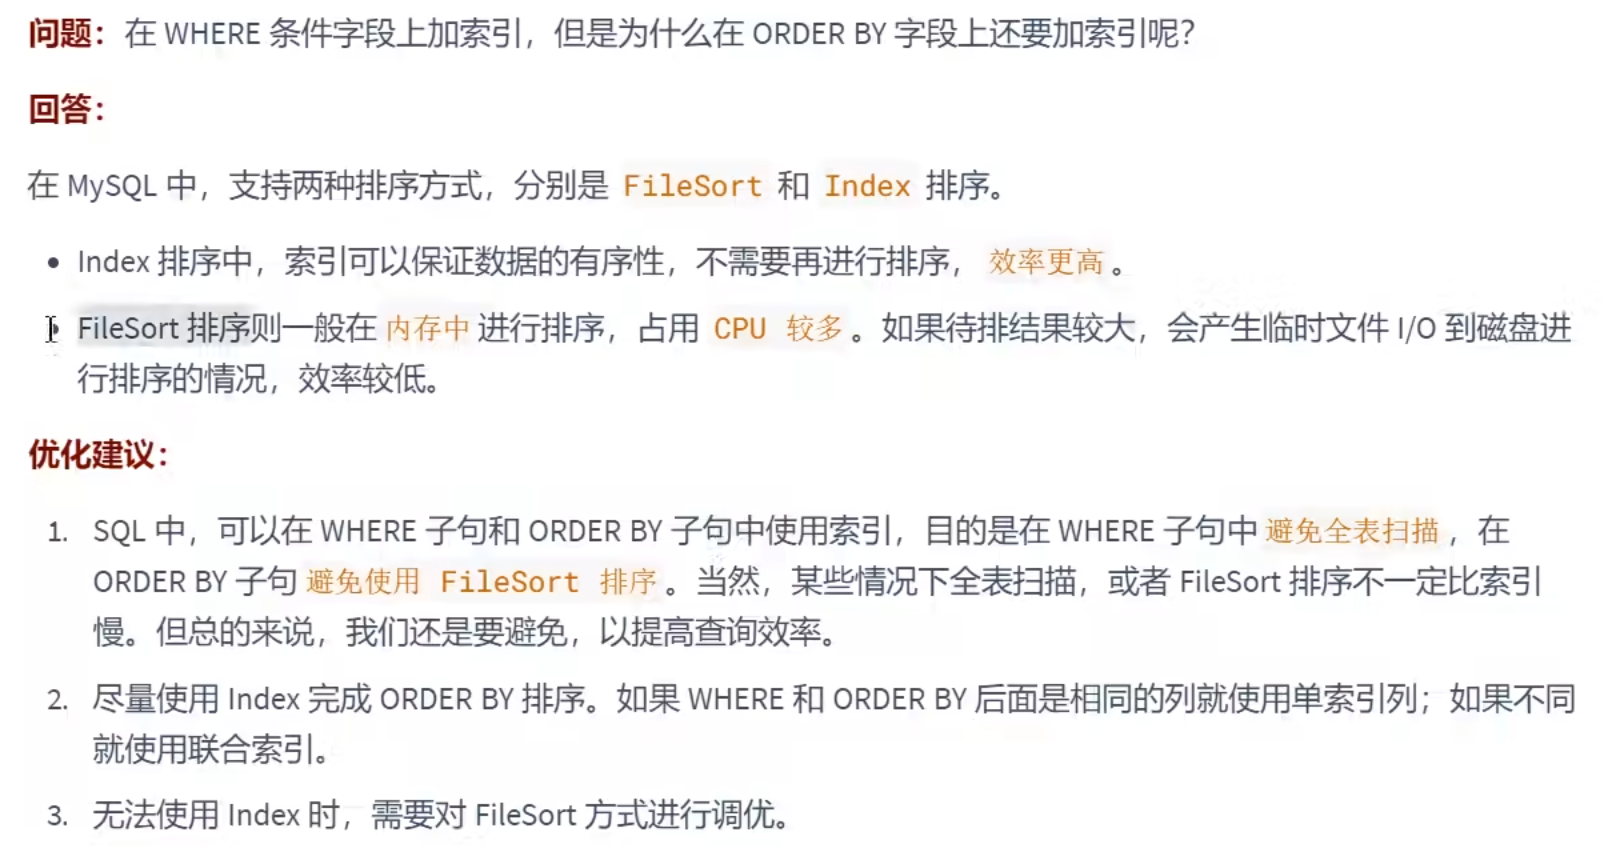 问题：在 WHERE 条件字段上加索引，但是为什么在 ORDER BY 字段上还要加索引呢？
回答：
在 MySQL 中，支持两种排序方式，分别是 FileSort 和 Index 排序。
• Index 排序中，索引可以保证数据的有序性，不需要再进行排序，效率更高。
• FileSort 排序则一般在 内存中 进行排序，占用 CPU 较多。如果待排结果较大，会产生临时文件 I/O 到磁盘进
行排序的情况，效率较低。
优化建议：
1. SQL 中，可以在 WHERE 子句和 ORDER BY 子句中使用索引，目的是在 WHERE 子句中 避免全表扫描，在
ORDER BY 子句 避免使用 FileSort 排序。当然，某些情况下全表扫描，或者 FileSort 排序不一定比索引
慢。但总的来说，我们还是要避免，以提高查询效率。
2. 尽量使用 Index 完成 ORDER BY 排序。如果 WHERE 和 ORDER BY 后面是相同的列就使用单索引列；如果不同
就使用联合索引。
3. 无法使用 Index 时，需要对 FileSort 方式进行调优。